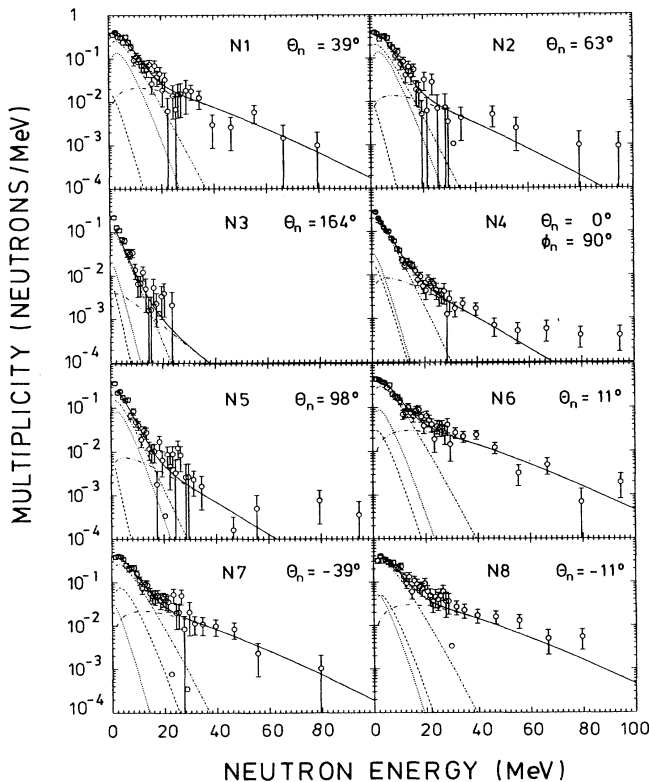 MULTIPLICITY (NEUTRONS/MeV)
1
10⁻¹
10⁻²
10⁻³
10⁻⁴
N1 θn = 39°
N2 θn = 63°
10⁻¹
10⁻²
10⁻³
10⁻⁴
N3 θn = 164°
N4 θn = 0°
ϕn = 90°
10⁻¹
10⁻²
10⁻³
10⁻⁴
N5 θn = 98°
N6 θn = 11°
10⁻¹
10⁻²
10⁻³
10⁻⁴
N7 θn = -39°
N8 θn = -11°
0 20 40 60 80 0 20 40 60 80 100
NEUTRON ENERGY (MeV)